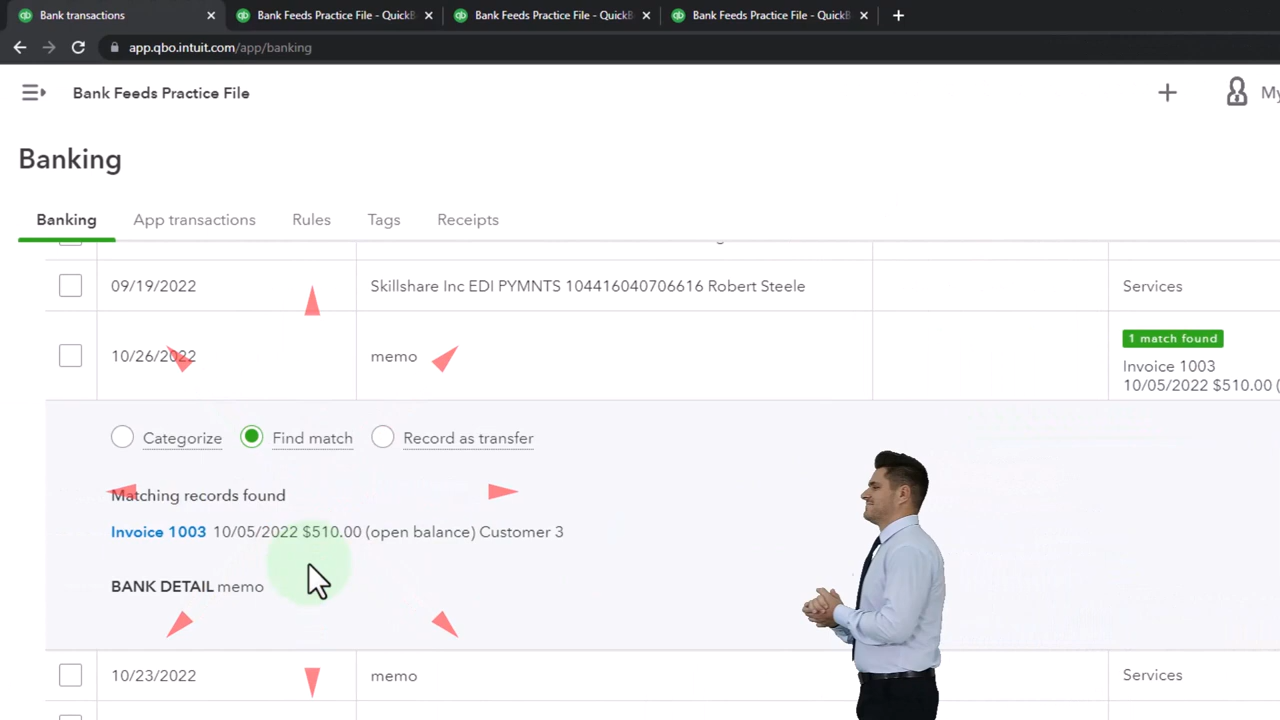 Bank transactions
Bank Feeds Practice File - QuickB
Bank Feeds Practice File - QuickB
Bank Feeds Practice File - QuickB
app.qbo.intuit.com/app/banking
Bank Feeds Practice File
My
Banking
Banking App transactions Rules Tags Receipts
09/19/2022 Skillshare Inc EDI PYMNTS 104416040706616 Robert Steele Services
1 match found
10/26/2022 memo Invoice 1003
10/05/2022 $510.00 (
Categorize Find match Record as transfer
Matching records found
Invoice 1003 10/05/2022 $510.00 (open balance) Customer 3
BANK DETAIL memo
10/23/2022 memo Services